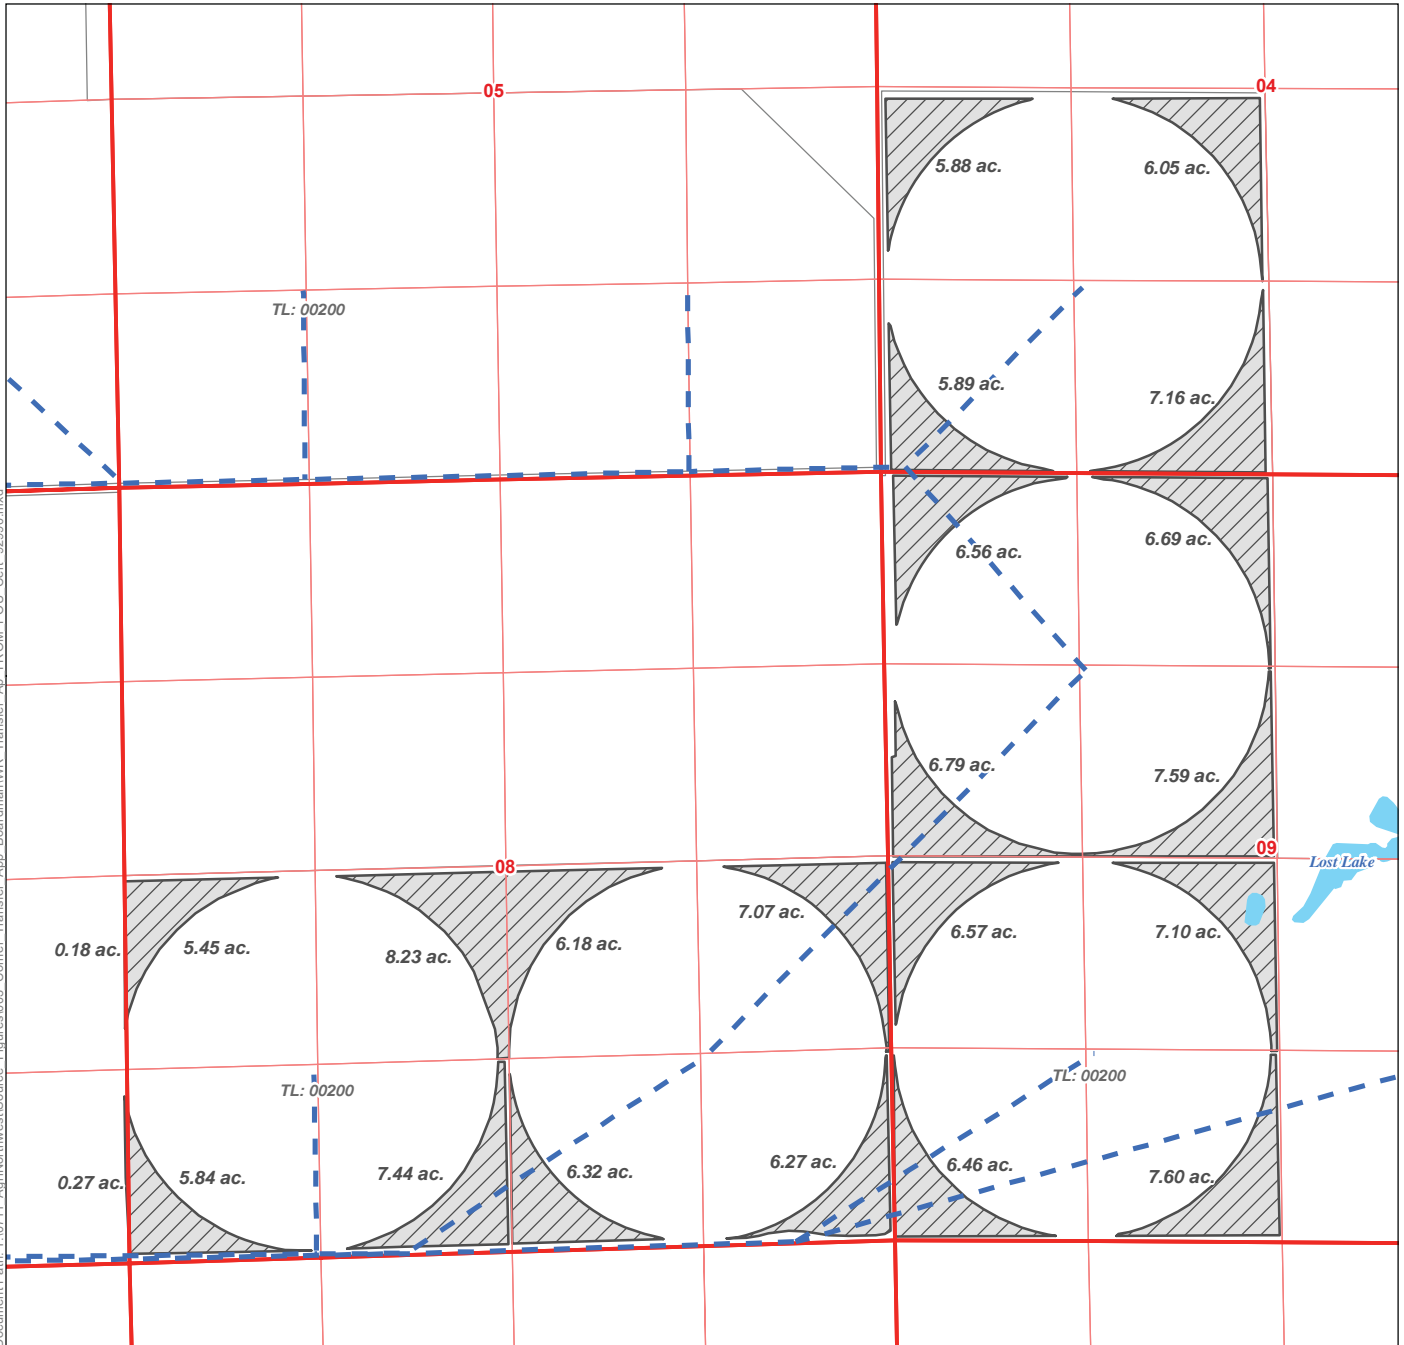 05
04
5.88 ac.
6.05 ac.
TL: 00200
5.89 ac.
7.16 ac.
6.56 ac.
6.69 ac.
6.79 ac.
7.59 ac.
08
09
Lost Lake
0.18 ac.
5.45 ac.
8.23 ac.
6.18 ac.
7.07 ac.
6.57 ac.
7.10 ac.
TL: 00200
TL: 00200
0.27 ac.
5.84 ac.
7.44 ac.
6.32 ac.
6.27 ac.
6.46 ac.
7.60 ac.